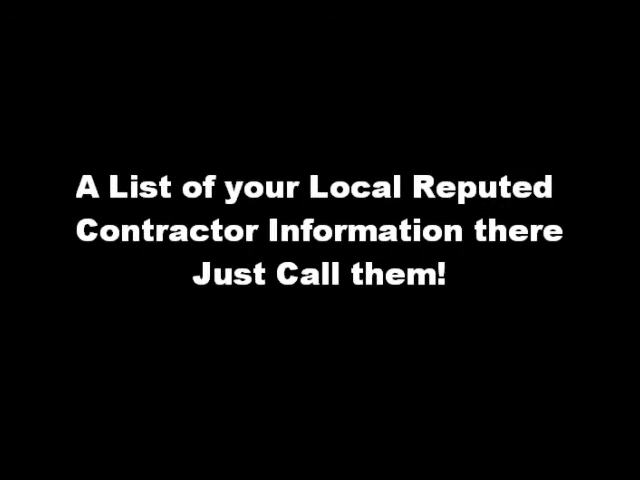 A List of your Local Reputed
Contractor Information there
Just Call them!